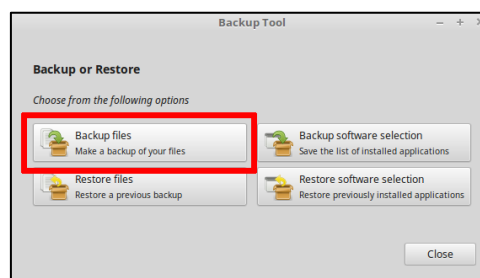 Backup Tool
Backup or Restore
Choose from the following options
Backup files
Make a backup of your files
Backup software selection
Save the list of installed applications
Restore files
Restore a previous backup
Restore software selection
Restore previously installed applications
Close